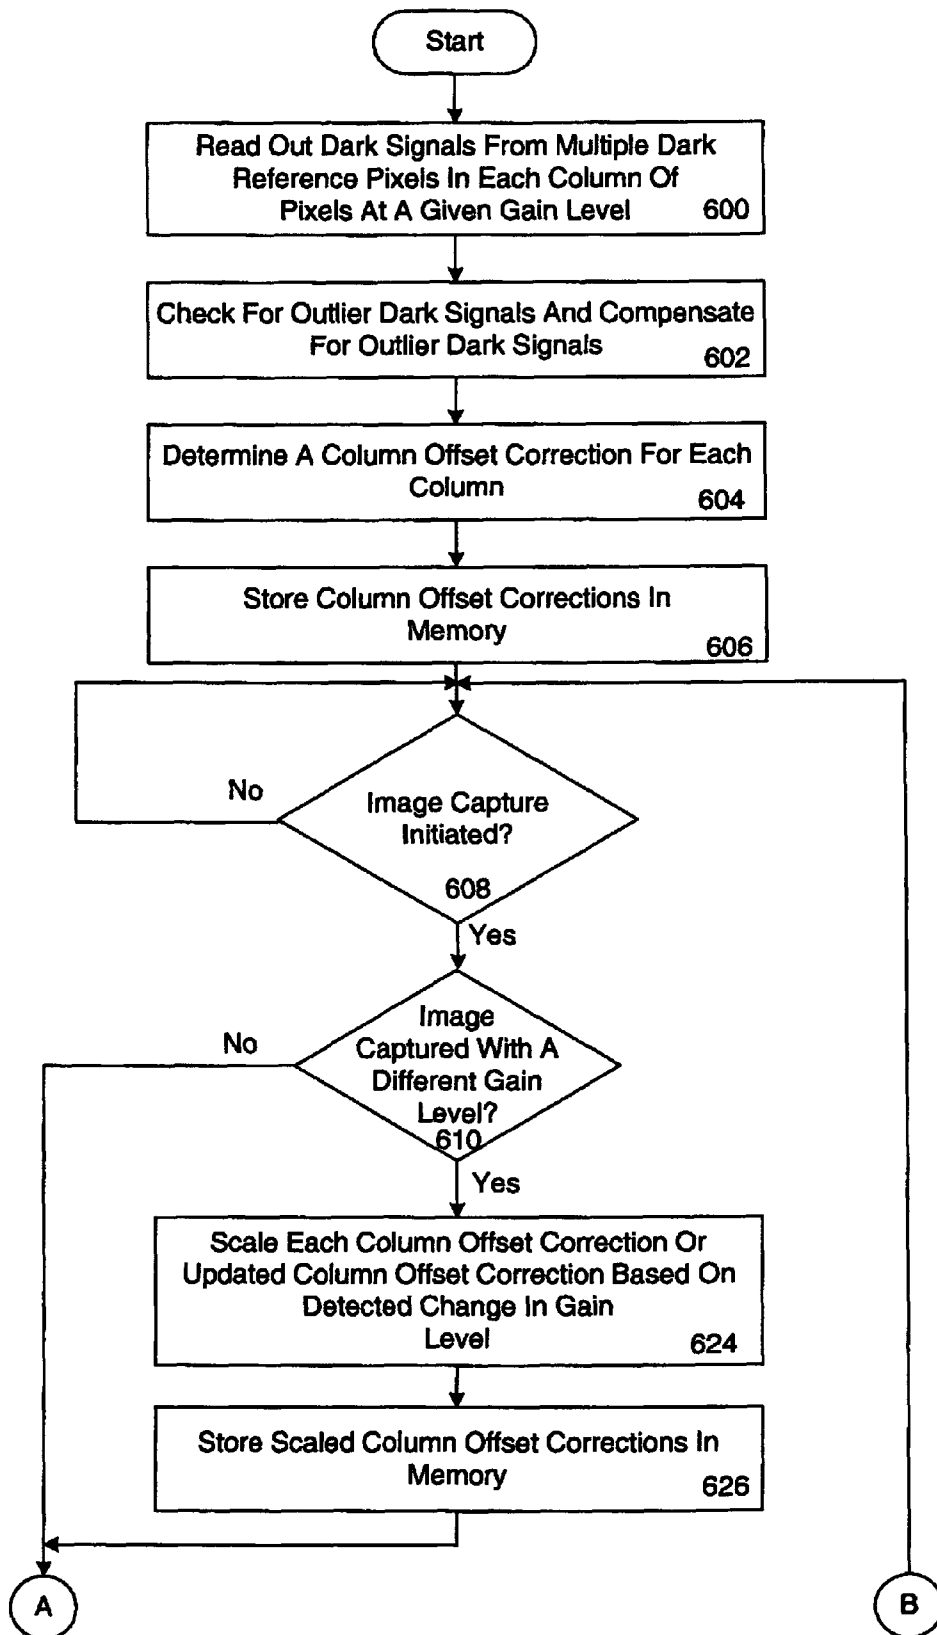 Start
Read Out Dark Signals From Multiple Dark
Reference Pixels In Each Column Of
Pixels At A Given Gain Level
600
Check For Outlier Dark Signals And Compensate
For Outlier Dark Signals
602
Determine A Column Offset Correction For Each
Column
604
Store Column Offset Corrections In
Memory
606
No
Image Capture
Initiated?
608
Yes
No
Image
Captured With A
Different Gain
Level?
610
Yes
Scale Each Column Offset Correction Or
Updated Column Offset Correction Based On
Detected Change In Gain
Level
624
Store Scaled Column Offset Corrections In
Memory
626
A
B